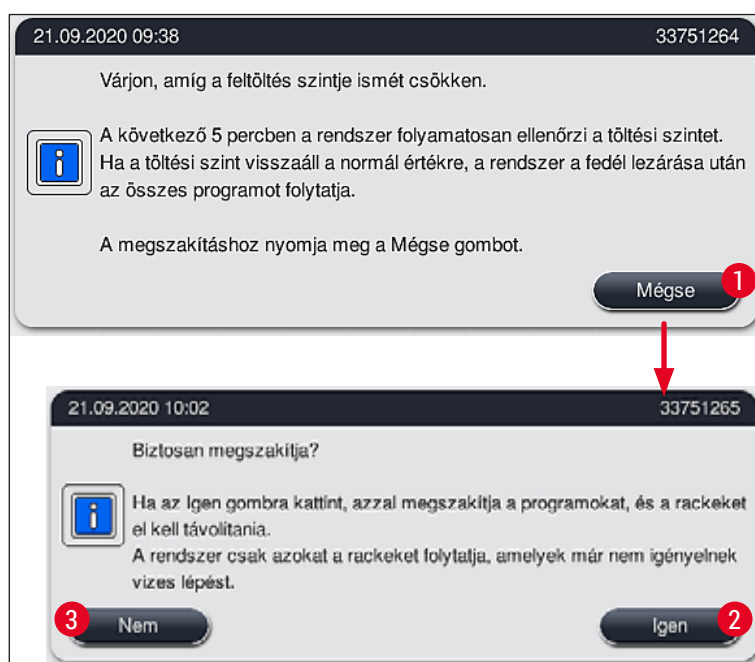 21.09.2020 09:38 33751264
Várjon, amíg a feltöltés szintje ismét csökken.
A következő 5 percben a rendszer folyamatosan ellenőrzi a töltési szintet.
Ha a töltési szint visszaáll a normál értékre, a rendszer a fedél lezárása után
az összes programot folytatja.
A megszakításhoz nyomja meg a Mégse gombot.
Mégse 1
21.09.2020 10:02 33751265
Biztosan megszakítja?
Ha az Igen gombra kattint, azzal megszakítja a programokat, és a rackeket
el kell távolítania.
A rendszer csak azokat a rackeket folytatja, amelyek már nem igényelnek
vizes lépést.
3 Nem Igen 2